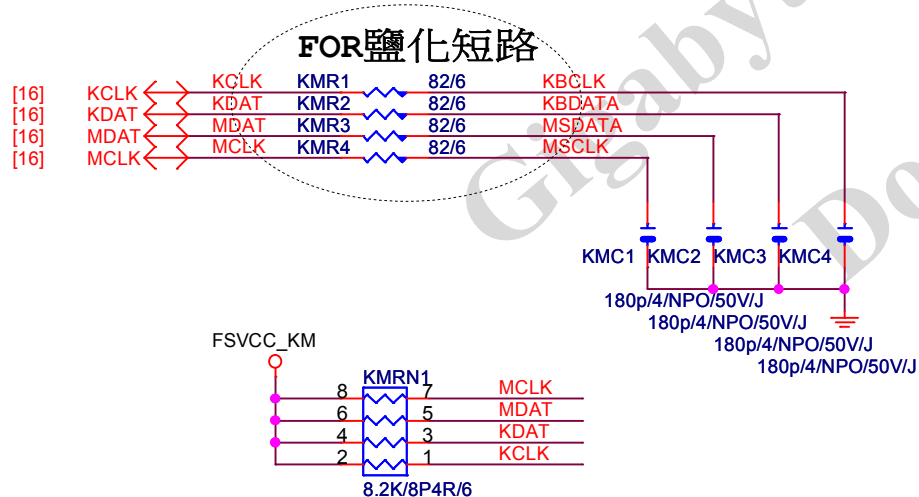 FOR鹽化短路
[16] KCLK KCLK KMR1 82/6 KBCLK
[16] KDAT KDAT KMR2 82/6 KBDATA
[16] MDAT MDAT KMR3 82/6 MSDATA
[16] MCLK MCLK KMR4 82/6 MSCLK
KMC1 KMC2 KMC3 KMC4
180p/4/NPO/50V/J
180p/4/NPO/50V/J
180p/4/NPO/50V/J
180p/4/NPO/50V/J
FSVCC_KM
KMRN1
8 7 MCLK
6 5 MDAT
4 3 KDAT
2 1 KCLK
8.2K/8P4R/6
Gigaby
Do